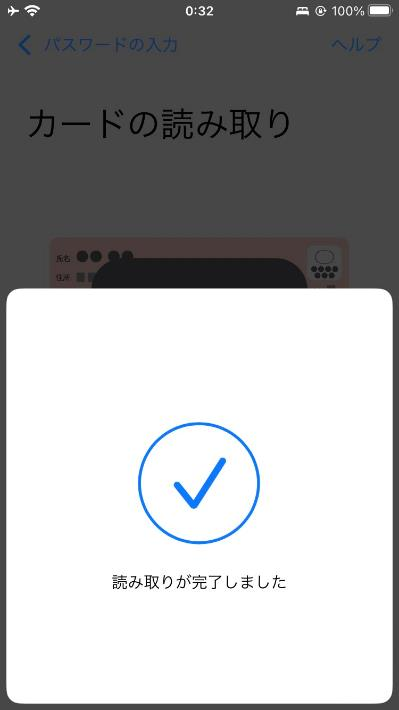 0:32
100%
パスワードの入力
ヘルプ
カードの読み取り
氏名
住所
読み取りが完了しました